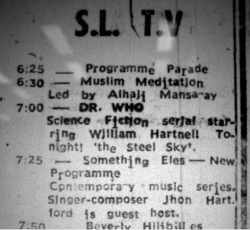 S.L. T.V
6:25 — Programme Parade
6:30 — Muslim Meditation
Led by Alhaji Mansaray
7:00 — DR. WHO
Science Fiction serial star-
ring William Hartnell To-
night! 'the Steel Sky'.
7:25 — Something Eles — New
Programme
Contemporary music series.
Singer-composer Jhon Hart.
ford is guest host.
7:50 Beverly Hillbilles